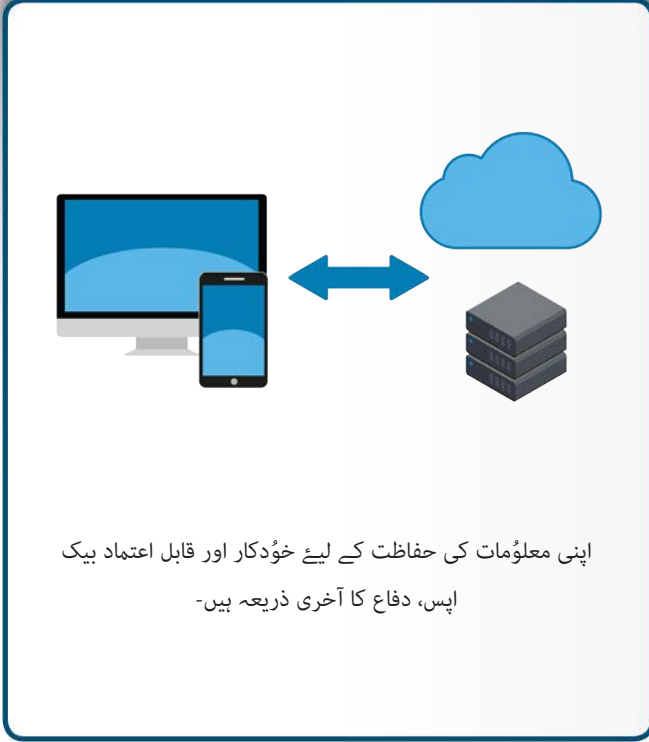 اپنی معلوُمات کی حفاظت کے لیۓ خوُدکار اور قابل اعتماد بیک
اپس، دفاع کا آخری ذریعہ ہیں-